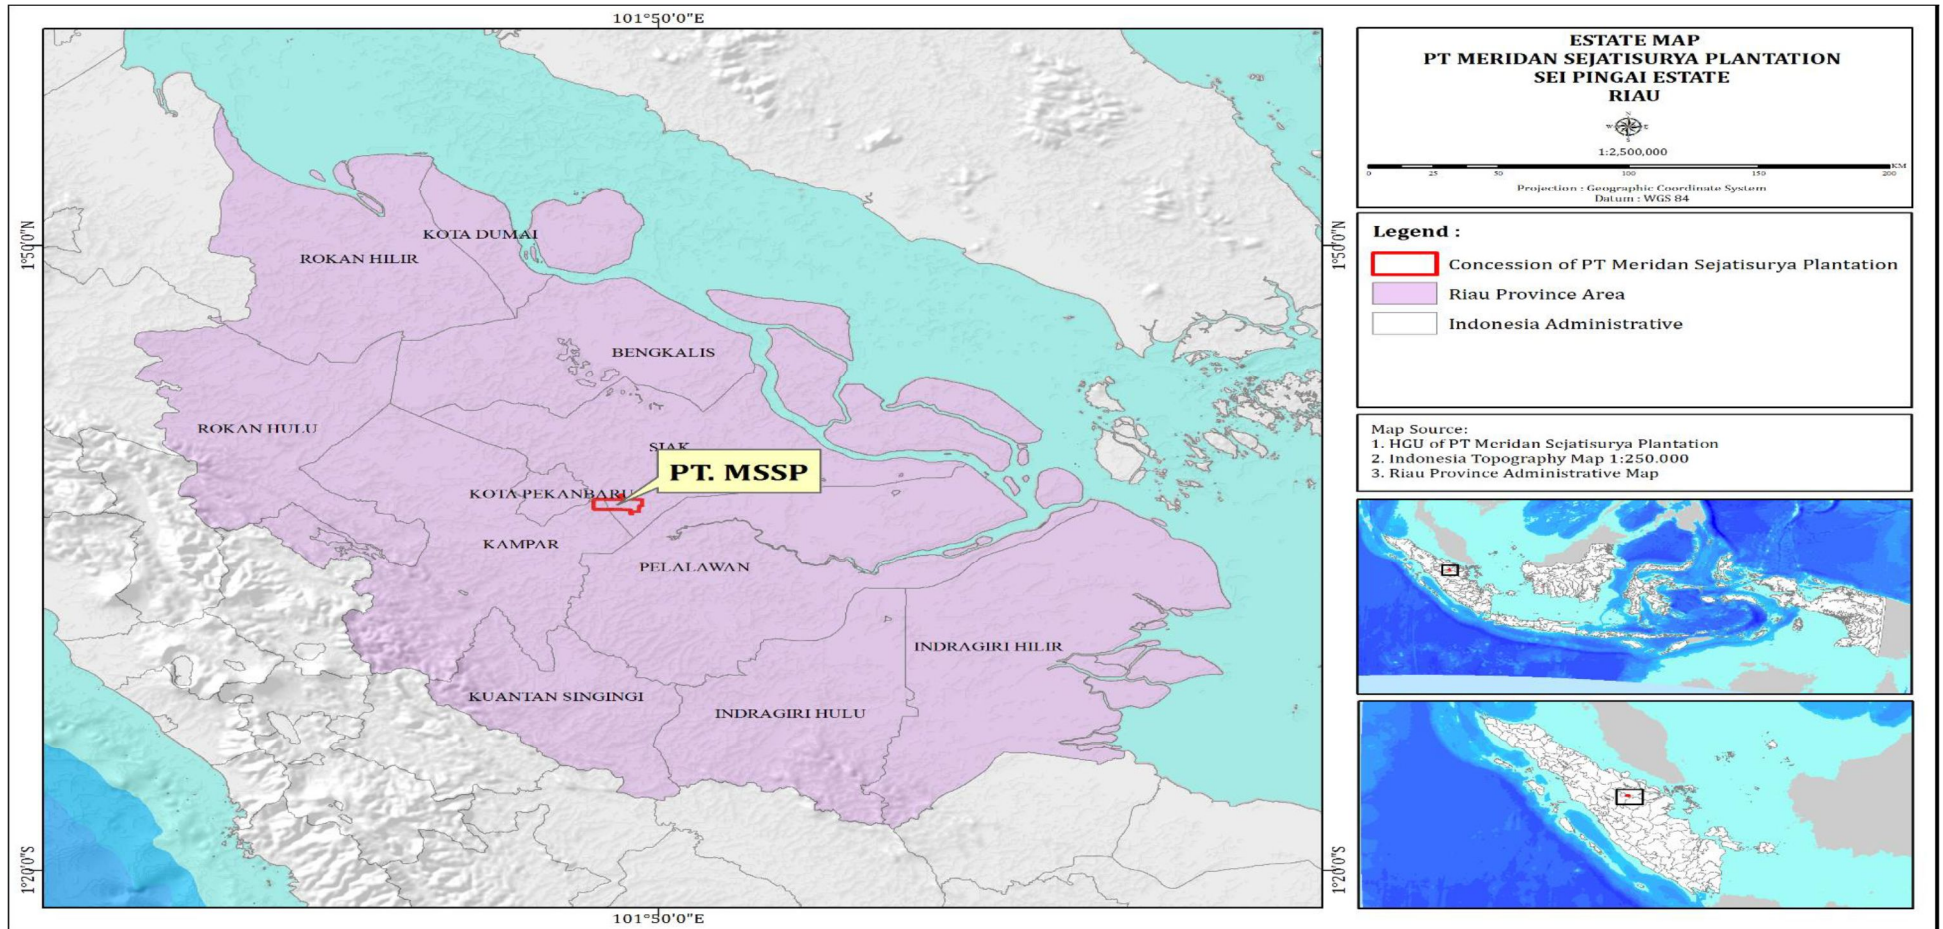 101°50'0"E
1°50'0"N
1°50'0"N
KOTA DUMAI
ROKAN HILIR
BENGKALIS
ROKAN HULU
SIAK
PT. MSSP
KOTA PEKANBARU
KAMPAR
PELALAWAN
INDRAGIRI HILIR
KUANTAN SINGINGI
INDRAGIRI HULU
1°20'0"S
1°20'0"S
101°50'0"E
ESTATE MAP
PT MERIDAN SEJATISURYA PLANTATION
SEI PINGAI ESTATE
RIAU
N
W E
S
1:2,500,000
KM
0 25 50 100 150 200
Projection : Geographic Coordinate System
Datum : WGS 84
Legend :
Concession of PT Meridan Sejatisurya Plantation
Riau Province Area
Indonesia Administrative
Map Source:
1. HGU of PT Meridan Sejatisurya Plantation
2. Indonesia Topography Map 1:250.000
3. Riau Province Administrative Map